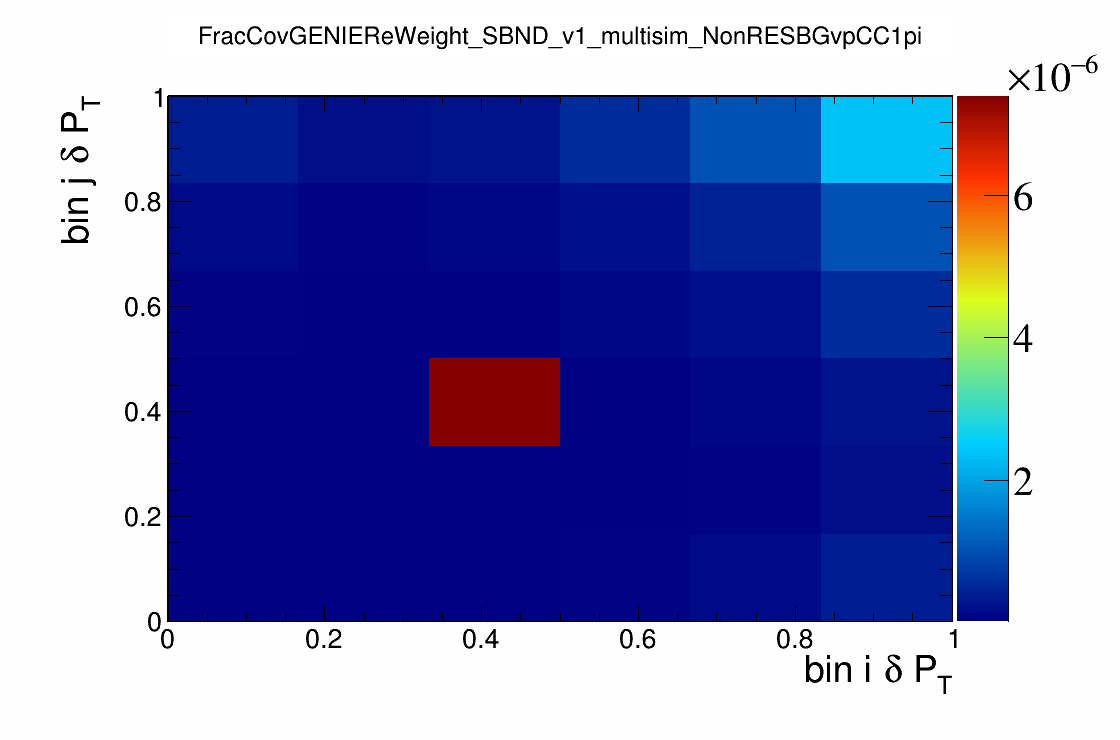 FracCovGENIEReWeight_SBND_v1_multisim_NonRESBGvpCC1pi
×10⁻⁶
bin j δ P_T
1
0.8
0.6
0.4
0.2
0
6
4
2
0 0.2 0.4 0.6 0.8 1
bin i δ P_T